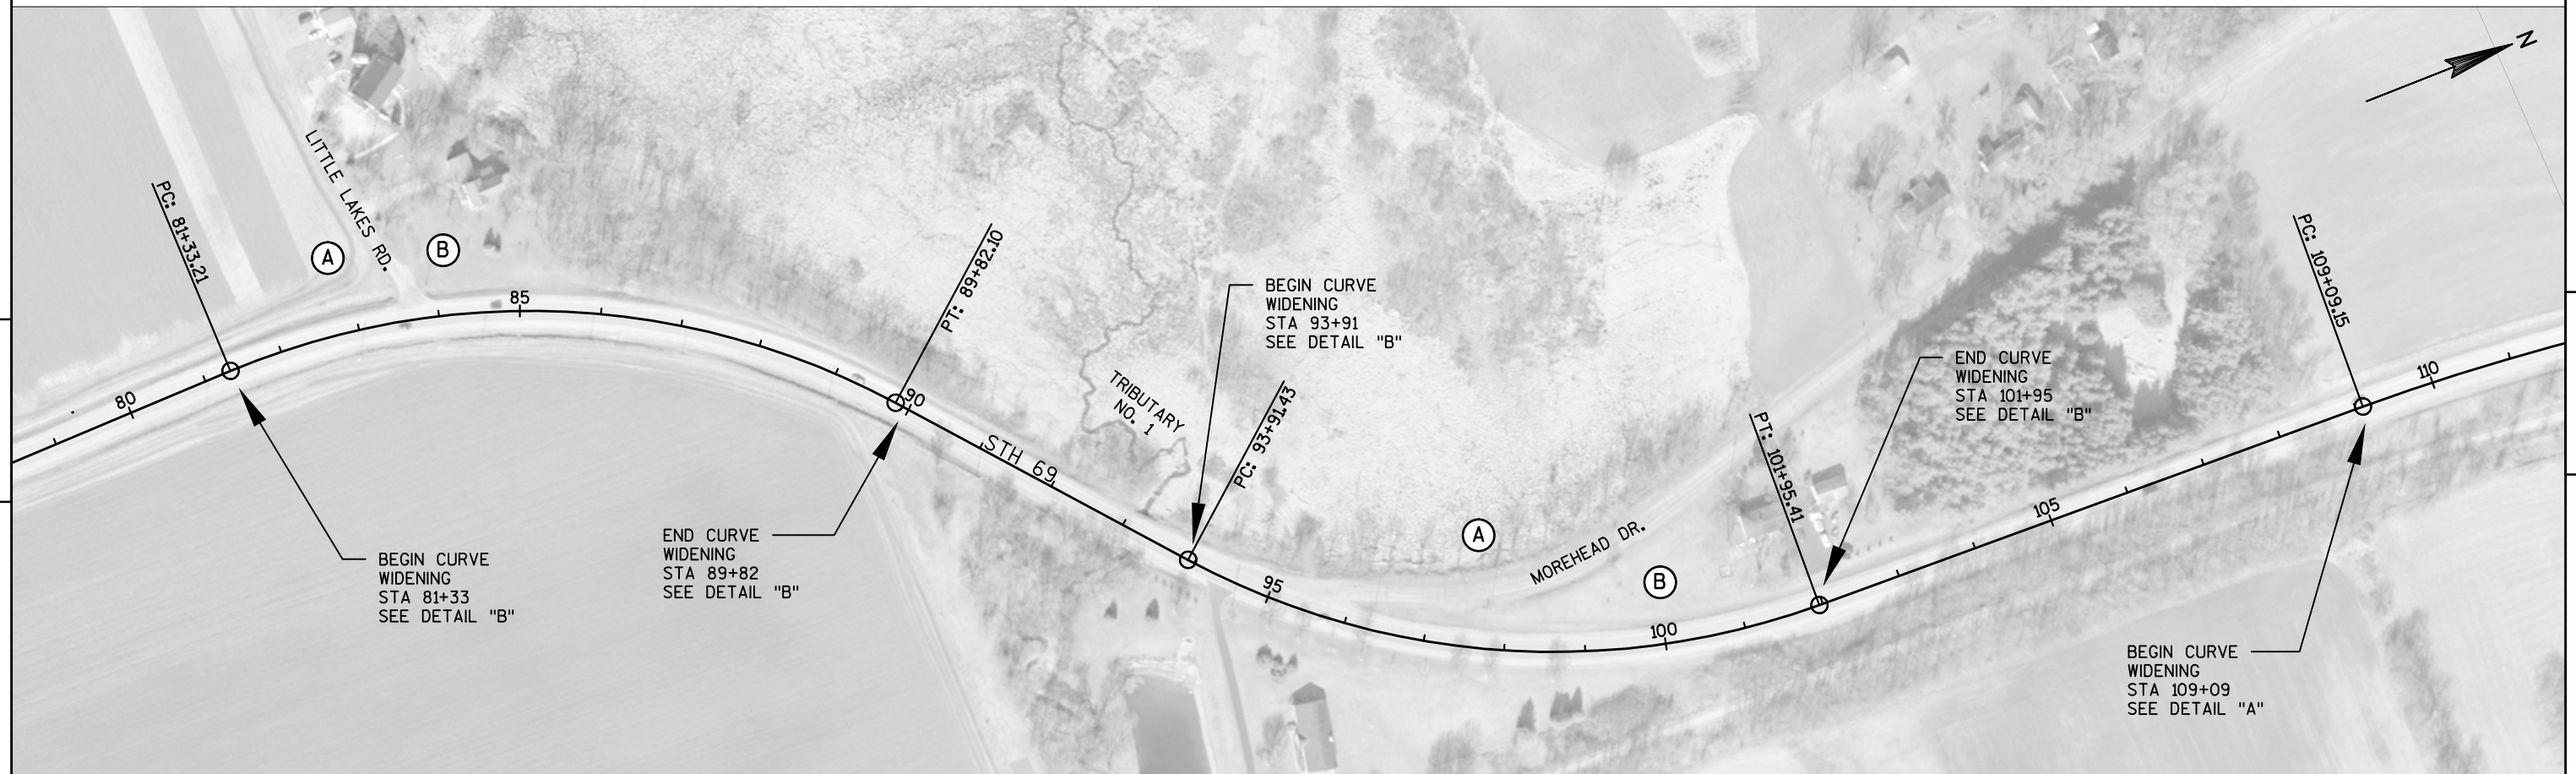 N
LITTLE LAKES RD.
PC: 81+33.21
A
B
80
85
PT: 89+82.10
90
BEGIN CURVE
WIDENING
STA 81+33
SEE DETAIL "B"
END CURVE
WIDENING
STA 89+82
SEE DETAIL "B"
STH 69
TRIBUTARY
NO. 1
BEGIN CURVE
WIDENING
STA 93+91
SEE DETAIL "B"
PC: 93+91.43
95
A
MOREHEAD DR.
B
100
PT: 101+95.41
END CURVE
WIDENING
STA 101+95
SEE DETAIL "B"
105
PC: 109+09.15
110
BEGIN CURVE
WIDENING
STA 109+09
SEE DETAIL "A"